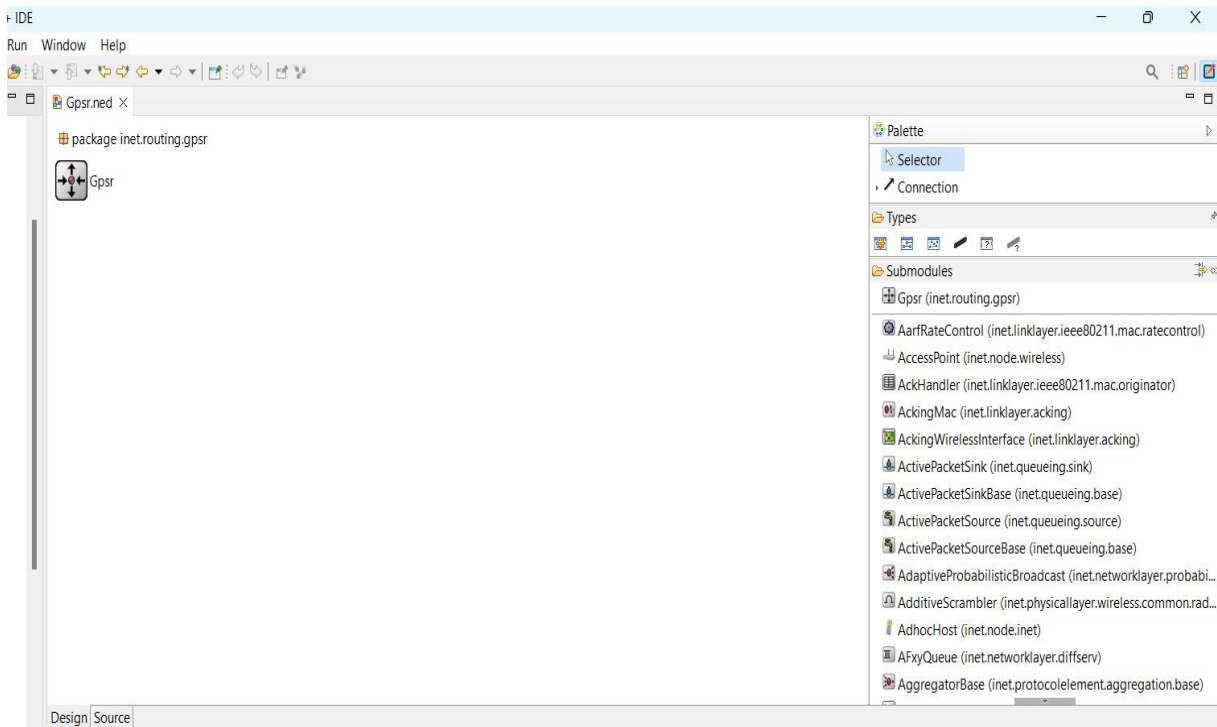 + IDE
Run Window Help
Gpsr.ned
package inet.routing.gpsr
Gpsr
Palette
Selector
Connection
Types
Submodules
Gpsr (inet.routing.gpsr)
AarfRateControl (inet.linklayer.ieee80211.mac.ratecontrol)
AccessPoint (inet.node.wireless)
AckHandler (inet.linklayer.ieee80211.mac.originator)
AckingMac (inet.linklayer.acking)
AckingWirelessInterface (inet.linklayer.acking)
ActivePacketSink (inet.queueing.sink)
ActivePacketSinkBase (inet.queueing.base)
ActivePacketSource (inet.queueing.source)
ActivePacketSourceBase (inet.queueing.base)
AdaptiveProbabilisticBroadcast (inet.networklayer.probabi...
AdditiveScrambler (inet.physicallayer.wireless.common.rad...
AdhocHost (inet.node.inet)
AFxyQueue (inet.networklayer.diffserv)
AggregatorBase (inet.protocolelement.aggregation.base)
Design Source